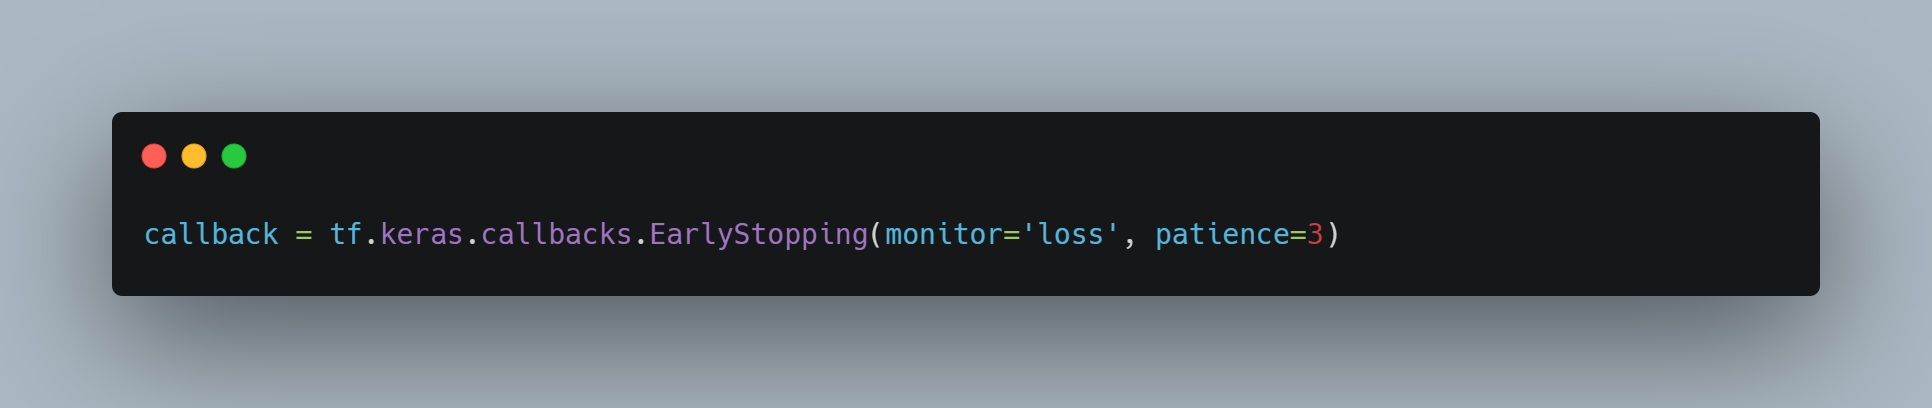 callback = tf.keras.callbacks.EarlyStopping(monitor='loss', patience=3)